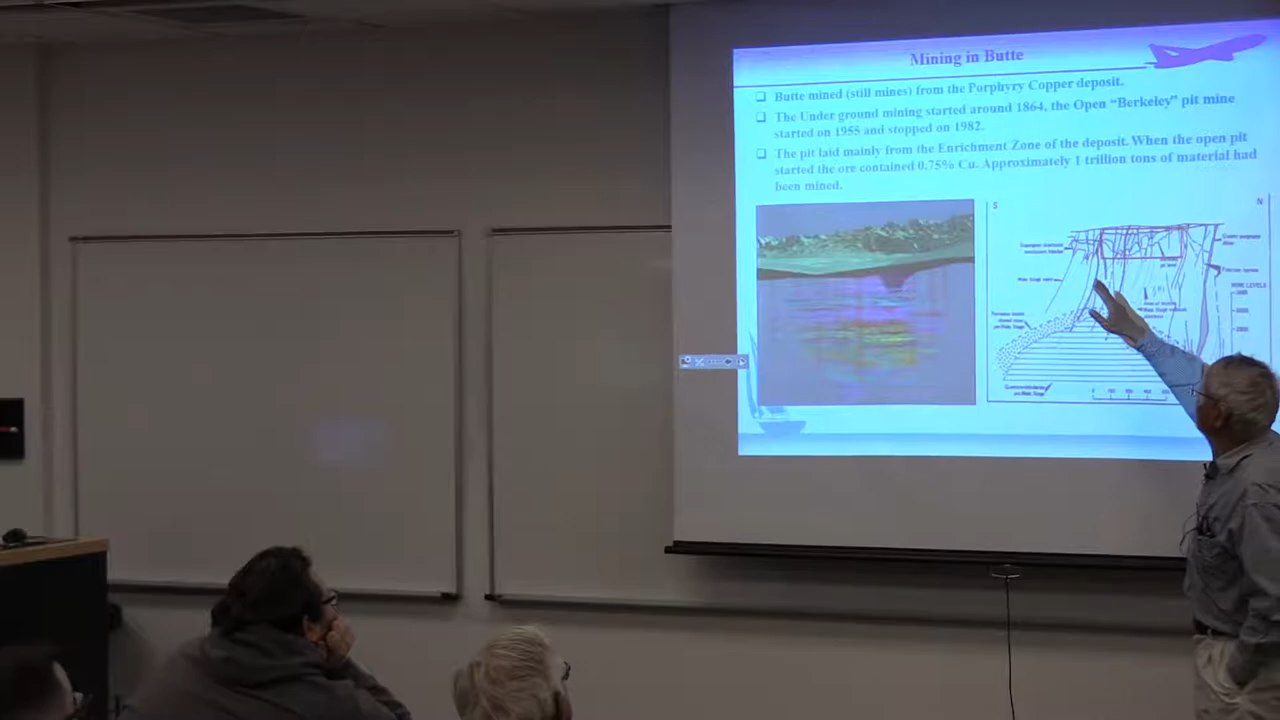 Mining in Butte
❑ Butte mined (still mines) from the Porphyry Copper deposit.
❑ The Under ground mining started around 1864, the Open "Berkeley" pit mine
started on 1955 and stopped on 1982.
❑ The pit laid mainly from the Enrichment Zone of the deposit. When the open pit
started the ore contained 0.75% Cu. Approximately 1 trillion tons of material had
been mined.
S
N
MINE LEVELS